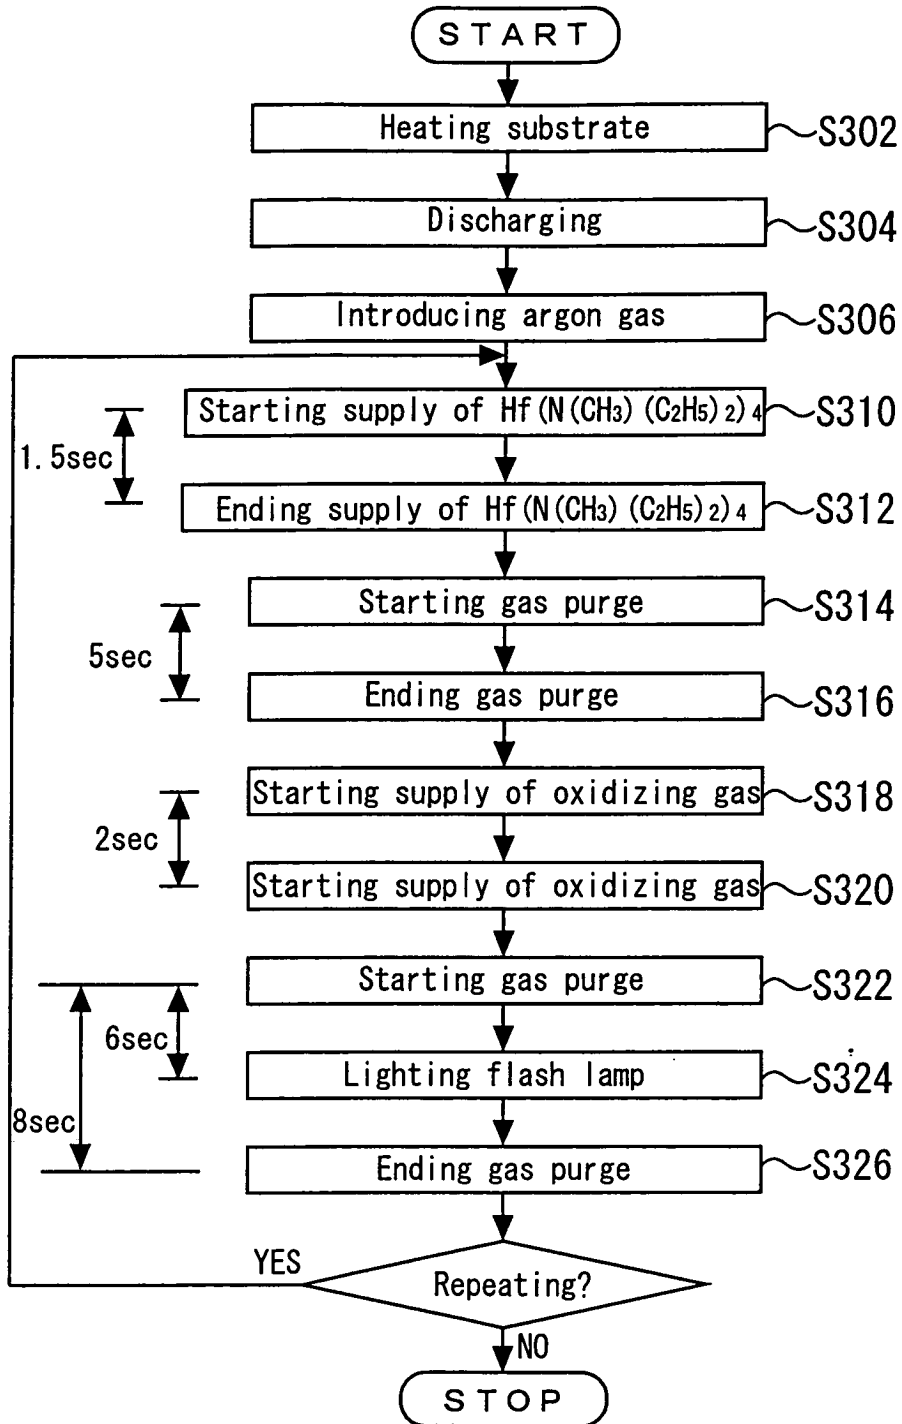 START
Heating substrate S302
Discharging S304
Introducing argon gas S306
Starting supply of Hf(N(CH3)(C2H5)2)4 S310
1.5sec
Ending supply of Hf(N(CH3)(C2H5)2)4 S312
Starting gas purge S314
5sec
Ending gas purge S316
Starting supply of oxidizing gas S318
2sec
Starting supply of oxidizing gas S320
Starting gas purge S322
6sec
Lighting flash lamp S324
8sec
Ending gas purge S326
YES
Repeating?
NO
STOP